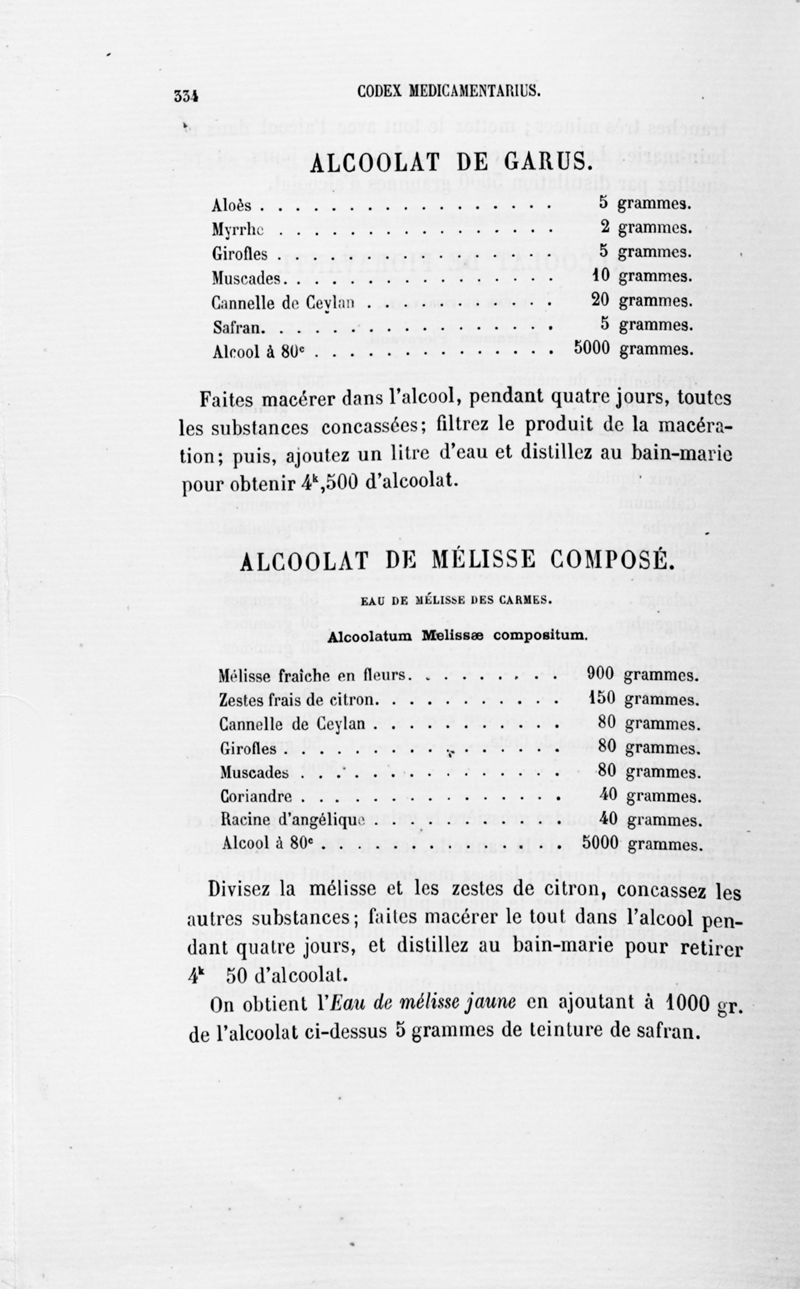 334 CODEX MEDICAMENTARIUS.
ALCOOLAT DE GARUS.
Aloès . . . . . . . . . . . . . . . . . 5 grammes.
Myrrhe . . . . . . . . . . . . . . . . 2 grammes.
Girofles . . . . . . . . . . . . . . . . 5 grammes.
Muscades. . . . . . . . . . . . . . . . 10 grammes.
Cannelle de Ceylan . . . . . . . . . . . 20 grammes.
Safran. . . . . . . . . . . . . . . . . 5 grammes.
Alcool à 80ᵉ . . . . . . . . . . . . . . 5000 grammes.
Faites macérer dans l'alcool, pendant quatre jours, toutes
les substances concassées; filtrez le produit de la macéra-
tion; puis, ajoutez un litre d'eau et distillez au bain-marie
pour obtenir 4ᵏ,500 d'alcoolat.
ALCOOLAT DE MÉLISSE COMPOSÉ.
EAU DE MÉLISSE DES CARMES.
Alcoolatum Melissæ compositum.
Mélisse fraîche en fleurs. . . . . . . . . 900 grammes.
Zestes frais de citron. . . . . . . . . . . 150 grammes.
Cannelle de Ceylan . . . . . . . . . . . 80 grammes.
Girofles . . . . . . . . . . . . . . . . 80 grammes.
Muscades . . . . . . . . . . . . . . . 80 grammes.
Coriandre . . . . . . . . . . . . . . . 40 grammes.
Racine d'angélique . . . . . . . . . . . 40 grammes.
Alcool à 80ᵉ . . . . . . . . . . . . . . 5000 grammes.
Divisez la mélisse et les zestes de citron, concassez les
autres substances; faites macérer le tout dans l'alcool pen-
dant quatre jours, et distillez au bain-marie pour retirer
4ᵏ 50 d'alcoolat.
On obtient l'Eau de mélisse jaune en ajoutant à 1000 gr.
de l'alcoolat ci-dessus 5 grammes de teinture de safran.